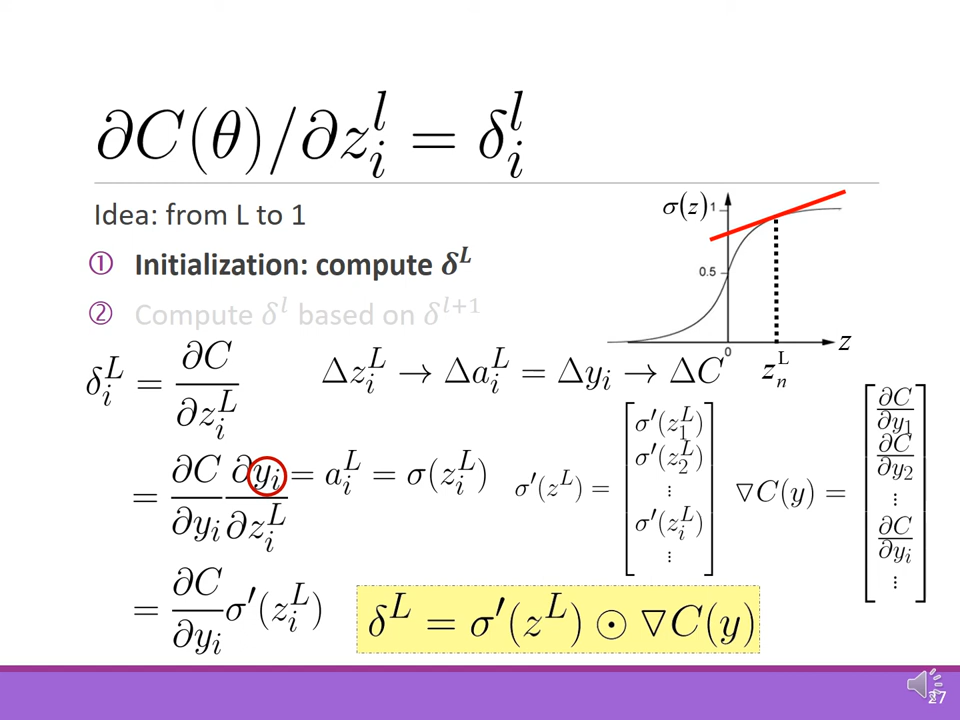 ∂C(θ)/∂z_i^l = δ_i^l
Idea: from L to 1
① Initialization: compute δ^L
② Compute δ^l based on δ^{l+1}
σ(z) 1
0.5
0
z
z_n^L
δ_i^L = ∂C/∂z_i^L
Δz_i^L → Δa_i^L = Δy_i → ΔC
= ∂C/∂y_i ∂y_i/∂z_i^L = a_i^L = σ(z_i^L)
σ′(z^L) = [σ′(z_1^L) σ′(z_2^L) ⋮ σ′(z_i^L) ⋮]
▽C(y) = [∂C/∂y_1 ∂C/∂y_2 ⋮ ∂C/∂y_i ⋮]
= ∂C/∂y_i σ′(z_i^L)
δ^L = σ′(z^L) ⊙ ▽C(y)
27